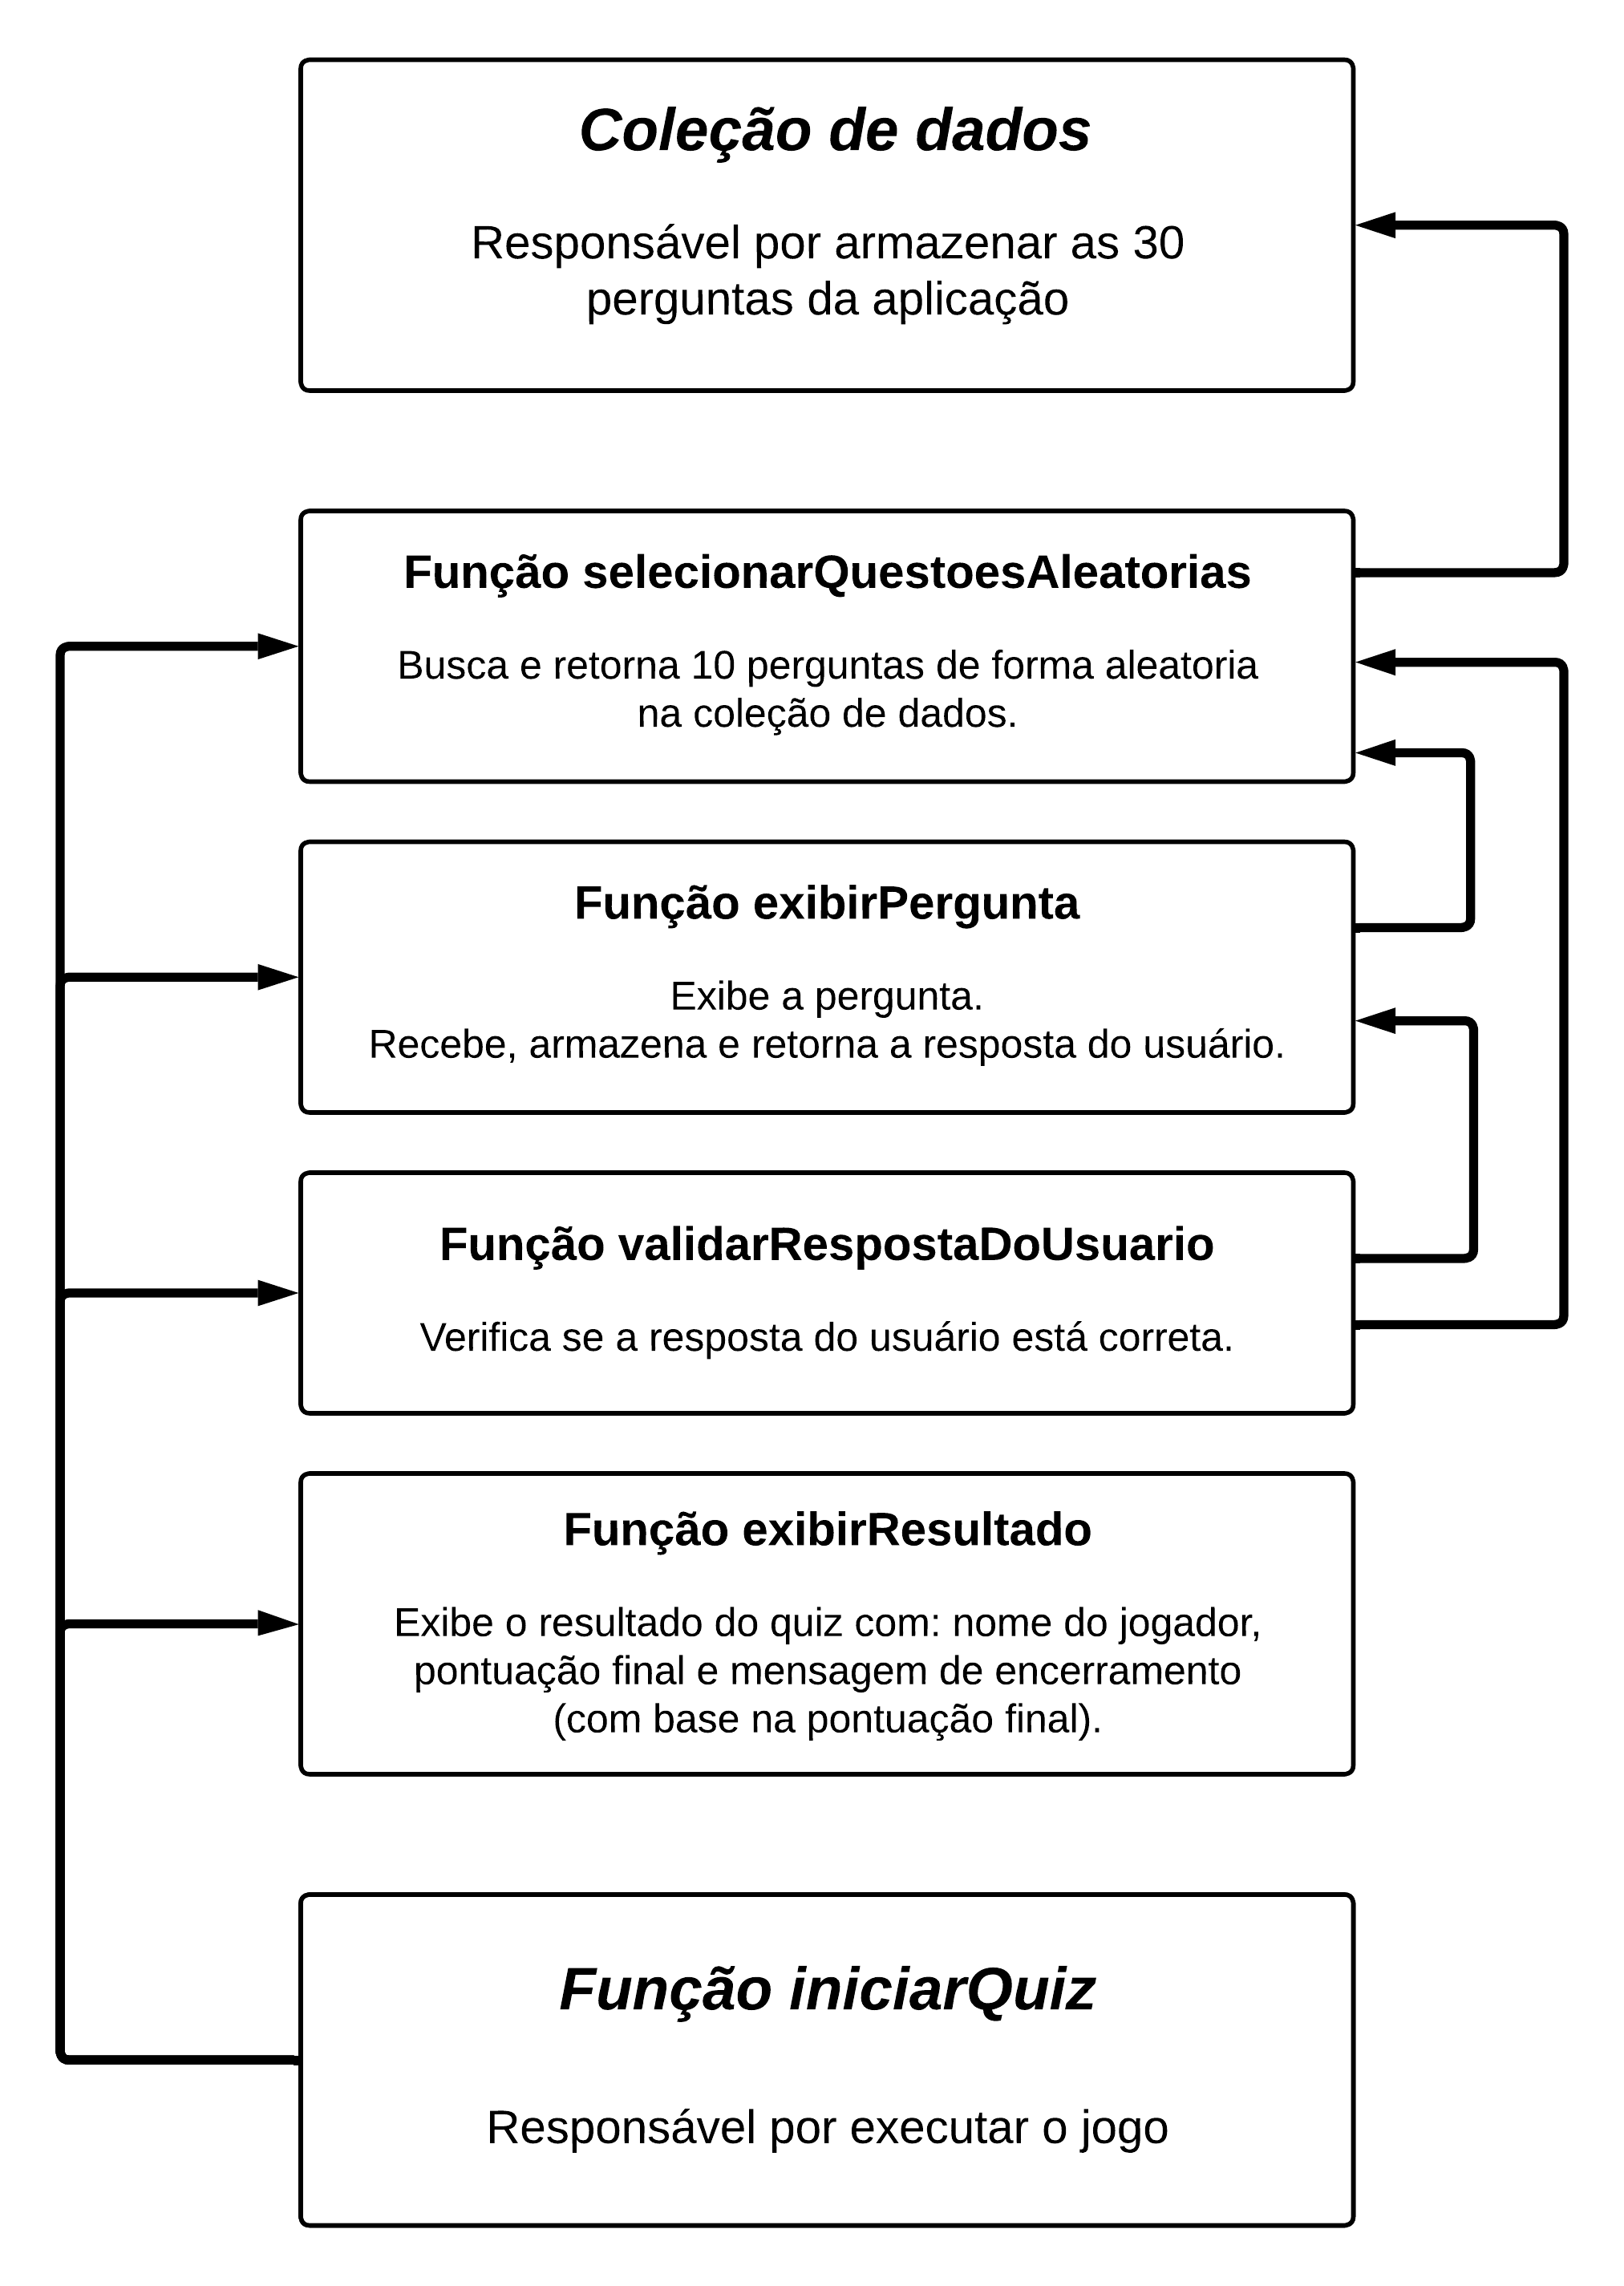 Coleção de dados
Responsável por armazenar as 30
perguntas da aplicação
Função selecionarQuestoesAleatorias
Busca e retorna 10 perguntas de forma aleatoria
na coleção de dados.
Função exibirPergunta
Exibe a pergunta.
Recebe, armazena e retorna a resposta do usuário.
Função validarRespostaDoUsuario
Verifica se a resposta do usuário está correta.
Função exibirResultado
Exibe o resultado do quiz com: nome do jogador,
pontuação final e mensagem de encerramento
(com base na pontuação final).
Função iniciarQuiz
Responsável por executar o jogo